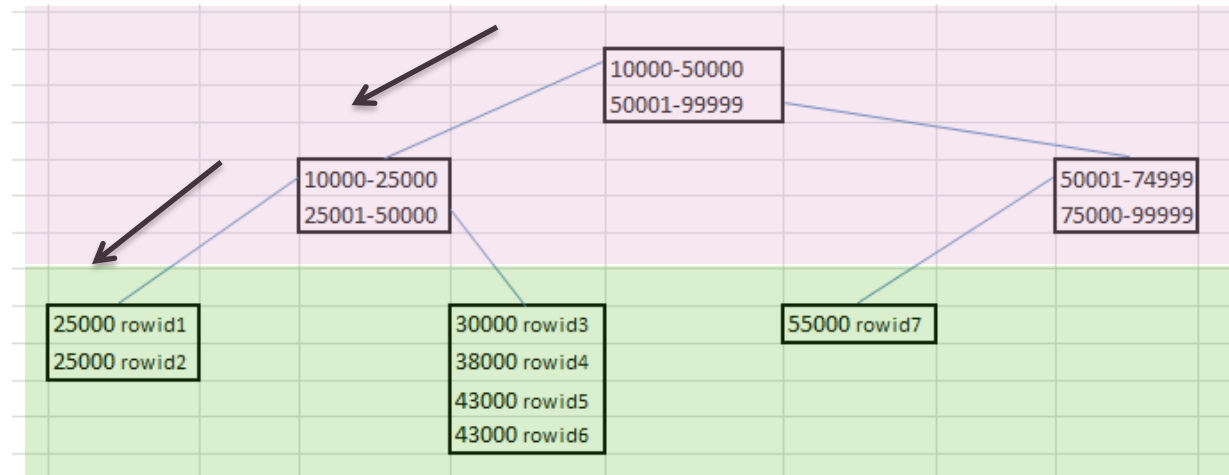 10000-50000
50001-99999
10000-25000
25001-50000
50001-74999
75000-99999
25000 rowid1
25000 rowid2
30000 rowid3
38000 rowid4
43000 rowid5
43000 rowid6
55000 rowid7